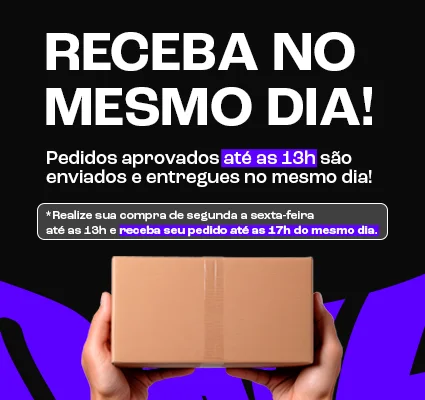 RECEBA NO
MESMO DIA!
Pedidos aprovados até as 13h são
enviados e entregues no mesmo dia!
*Realize sua compra de segunda a sexta-feira
até as 13h e receba seu pedido até as 17h do mesmo dia.